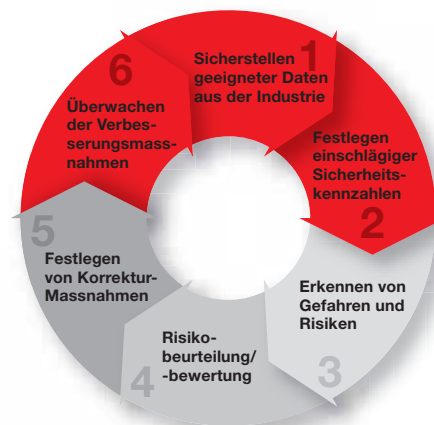 1
Sicherstellen
geeigneter Daten
aus der Industrie
Festlegen
einschlägiger
Sicherheits-
kennzahlen
2
Erkennen von
Gefahren und
Risiken
3
Risiko-
beurteilung/
-bewertung
4
5
Festlegen
von Korrektur-
Massnahmen
6
Überwachen
der Verbes-
serungsmass-
nahmen